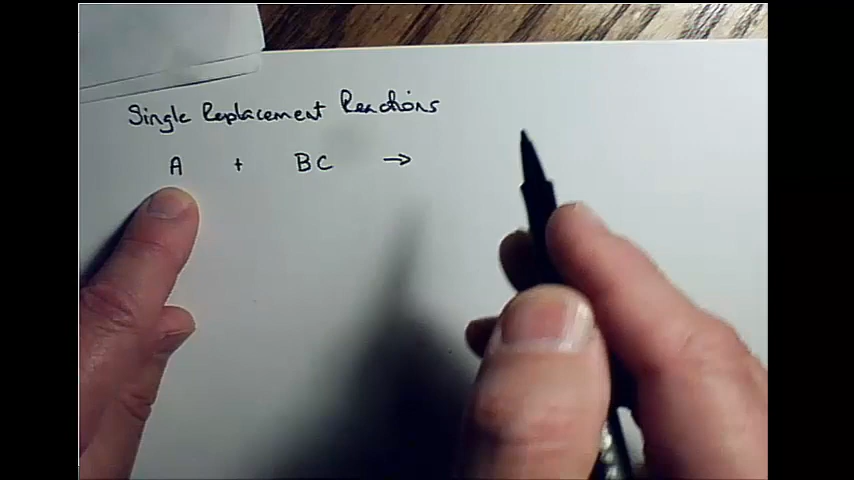 Single Replacement Reactions
A + BC →